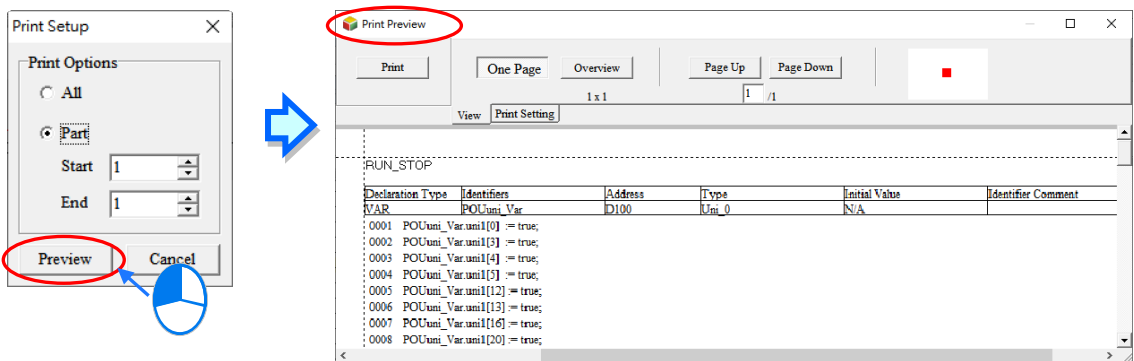 Print Setup
Print Options
All
Part
Start 1
End 1
Preview Cancel
Print Preview
Print One Page Overview Page Up Page Down
1 x 1 1 /1
View Print Setting
RUN_STOP
Declaration Type Identifiers Address Type Initial Value Identifier Comment
VAR POUuni_Var D100 Uni_0 N/A
0001 POUuni_Var.uni1[0] := true;
0002 POUuni_Var.uni1[3] := true;
0003 POUuni_Var.uni1[4] := true;
0004 POUuni_Var.uni1[5] := true;
0005 POUuni_Var.uni1[12] := true;
0006 POUuni_Var.uni1[13] := true;
0007 POUuni_Var.uni1[16] := true;
0008 POUuni_Var.uni1[20] := true;